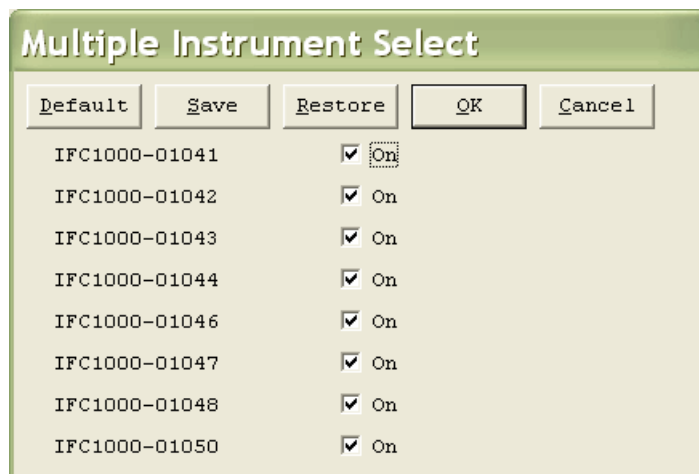 Multiple Instrument Select
Default Save Restore OK Cancel
IFC1000-01041 On
IFC1000-01042 On
IFC1000-01043 On
IFC1000-01044 On
IFC1000-01046 On
IFC1000-01047 On
IFC1000-01048 On
IFC1000-01050 On